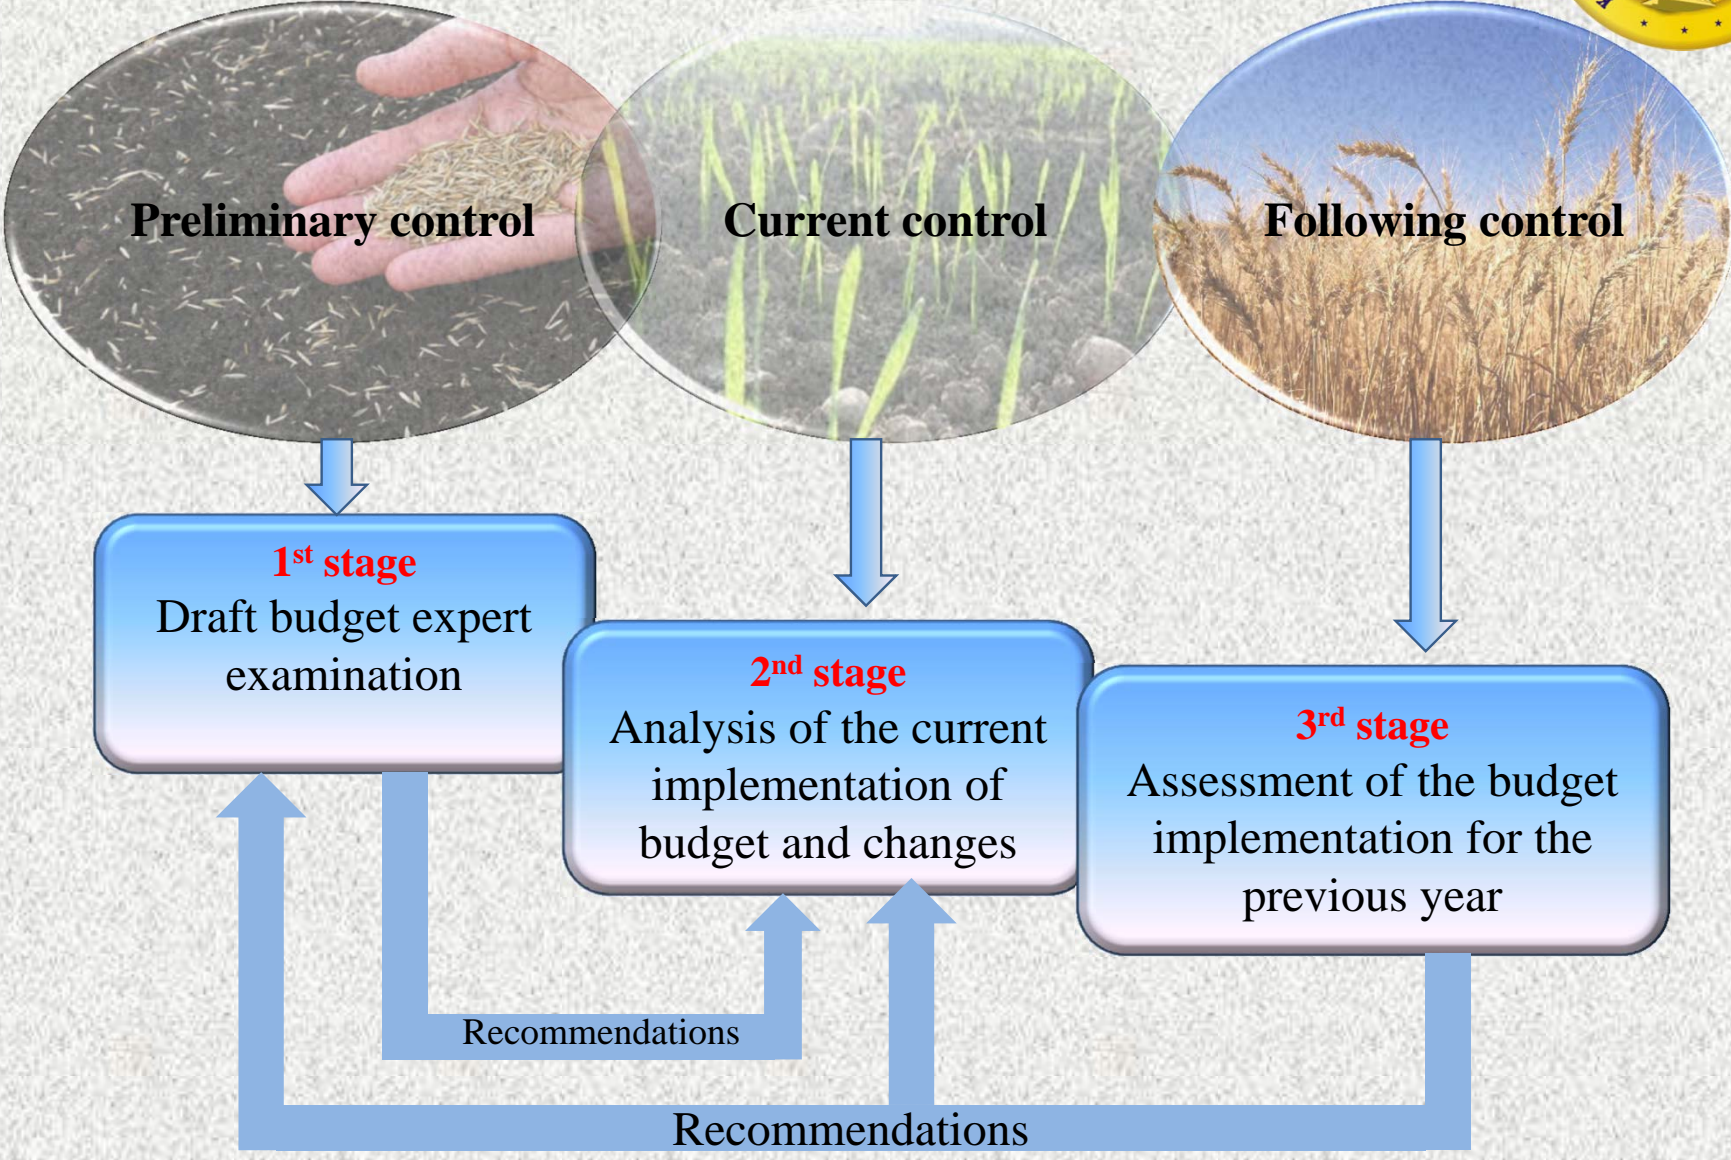 Preliminary control
Current control
Following control
1st stage
Draft budget expert
examination
2nd stage
Analysis of the current
implementation of
budget and changes
3rd stage
Assessment of the budget
implementation for the
previous year
Recommendations
Recommendations